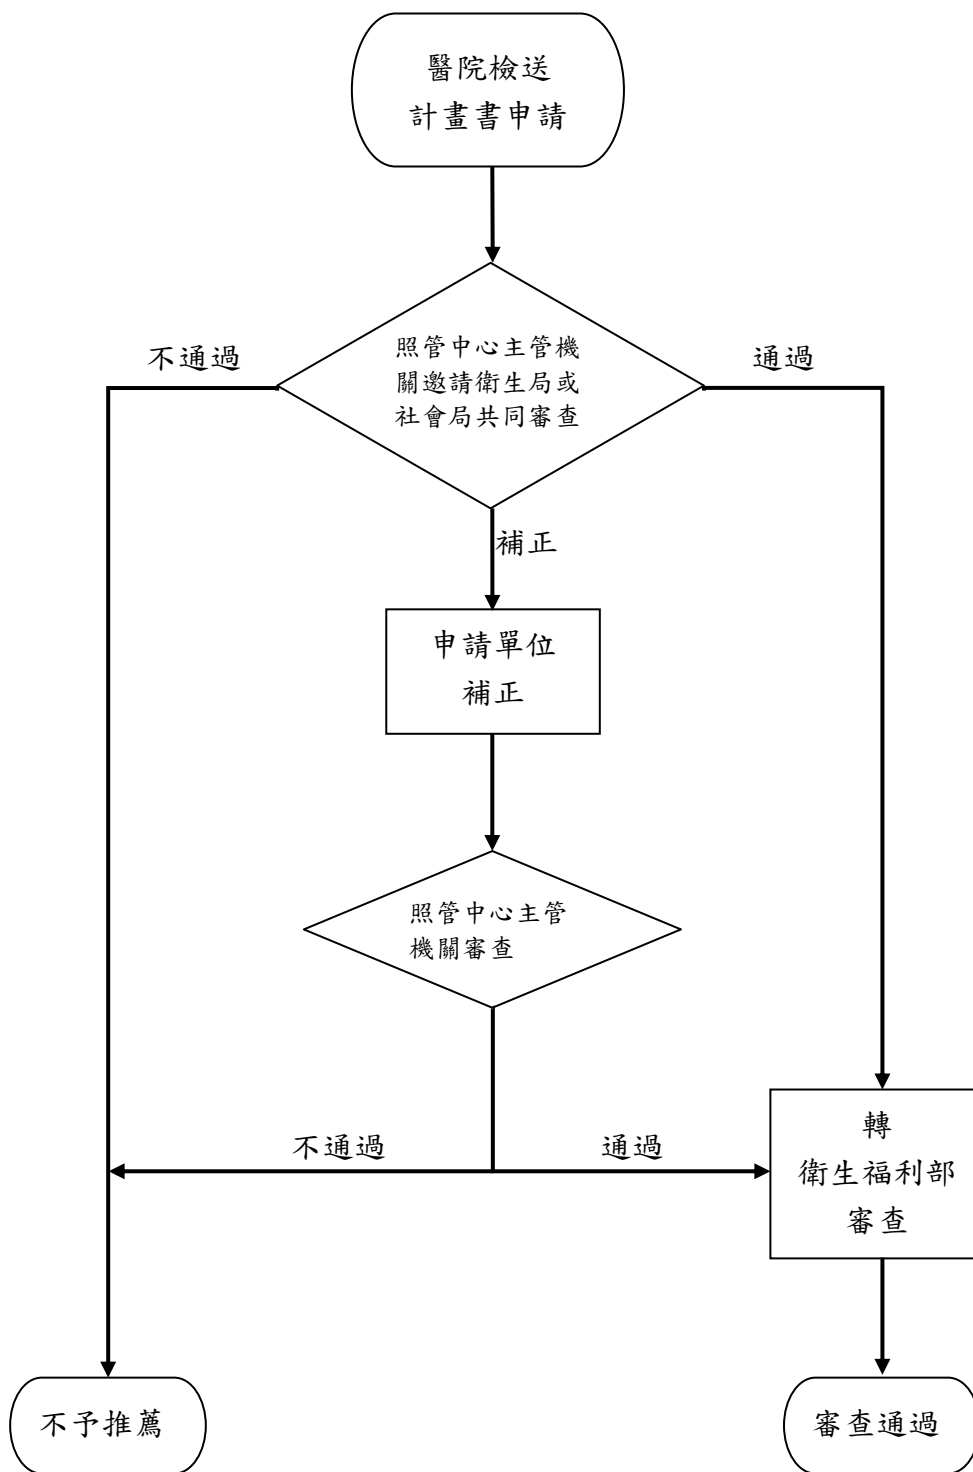 醫院檢送
計畫書申請
不通過
照管中心主管機
關邀請衛生局或
社會局共同審查
通過
補正
申請單位
補正
照管中心主管
機關審查
不通過
通過
轉
衛生福利部
審查
不予推薦
審查通過